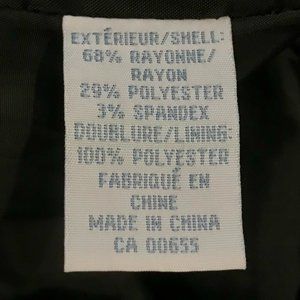 EXTÉRIEUR/SHELL:
68% RAYONNE/
RAYON
29% POLYESTER
3% SPANDEX
DOUBLURE/LINING:
100% POLYESTER
FABRIQUÉ EN
CHINE
MADE IN CHINA
CA 00655